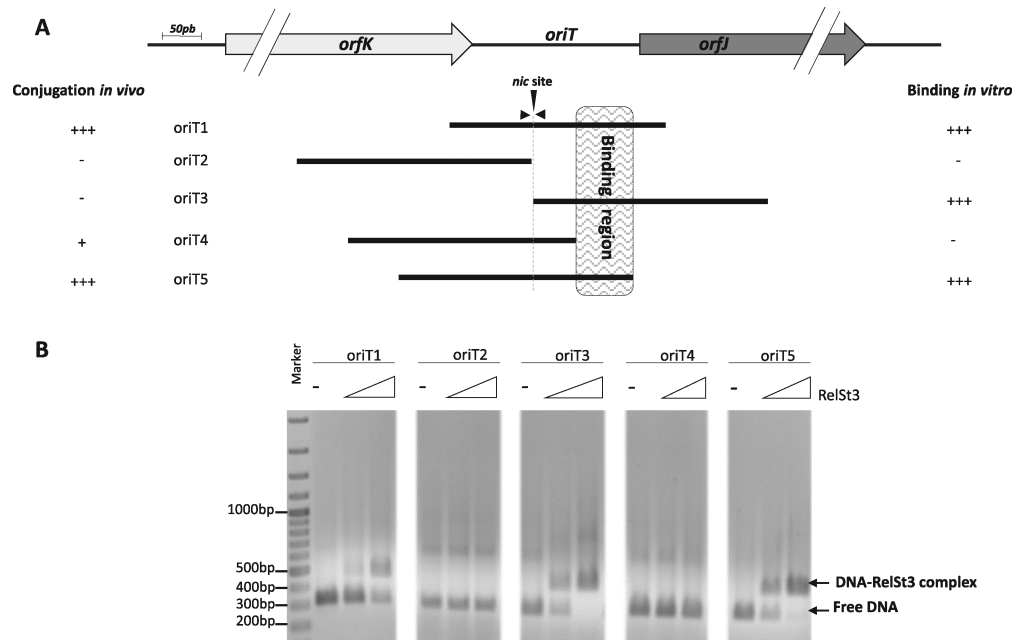 A
50pb
orfK
oriT
orfJ
Conjugation in vivo
nic site
Binding in vitro
+++ oriT1 +++
- oriT2 -
- oriT3 +++
+ oriT4 -
+++ oriT5 +++
Binding region
B
Marker
oriT1 oriT2 oriT3 oriT4 oriT5
- - - - - RelSt3
1000bp
500bp
400bp
300bp
200bp
DNA-RelSt3 complex
Free DNA